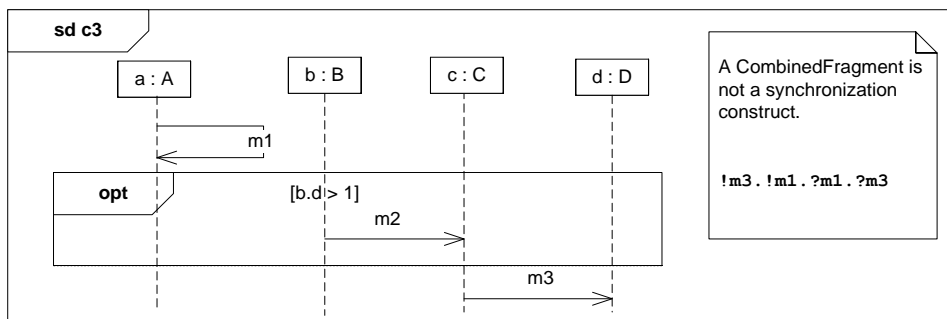 sd c3
a : A
b : B
c : C
d : D
A CombinedFragment is
not a synchronization
construct.
m1
!m3.!m1.?m1.?m3
opt
[b.d > 1]
m2
m3